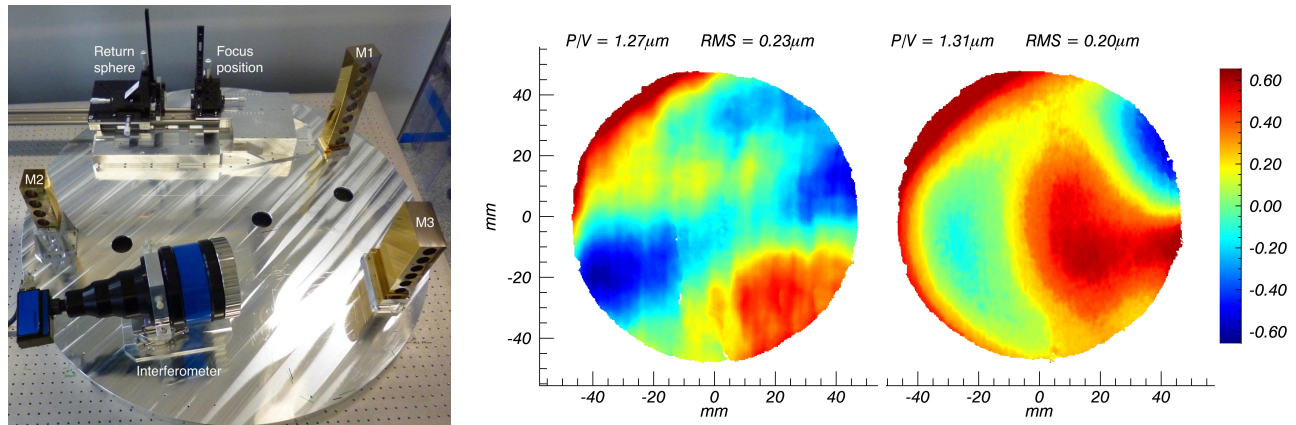 Return
sphere
Focus
position
M1
M2
M3
Interferometer
P/V = 1.27μm RMS = 0.23μm
P/V = 1.31μm RMS = 0.20μm
40
20
0
-20
-40
mm
-40 -20 0 20 40
mm
-40 -20 0 20 40
mm
0.60
0.40
0.20
0.00
-0.20
-0.40
-0.60